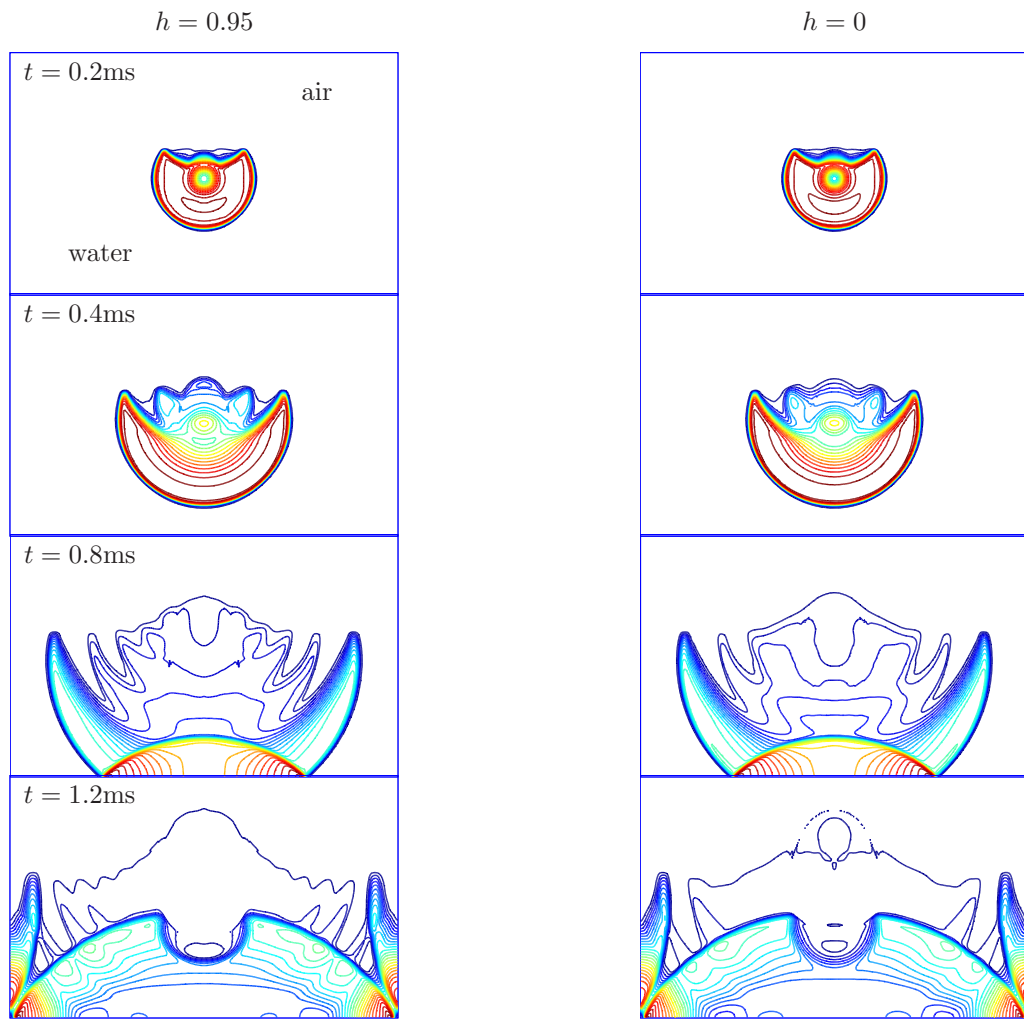 h = 0.95
h = 0
t = 0.2ms
air
water
t = 0.4ms
t = 0.8ms
t = 1.2ms